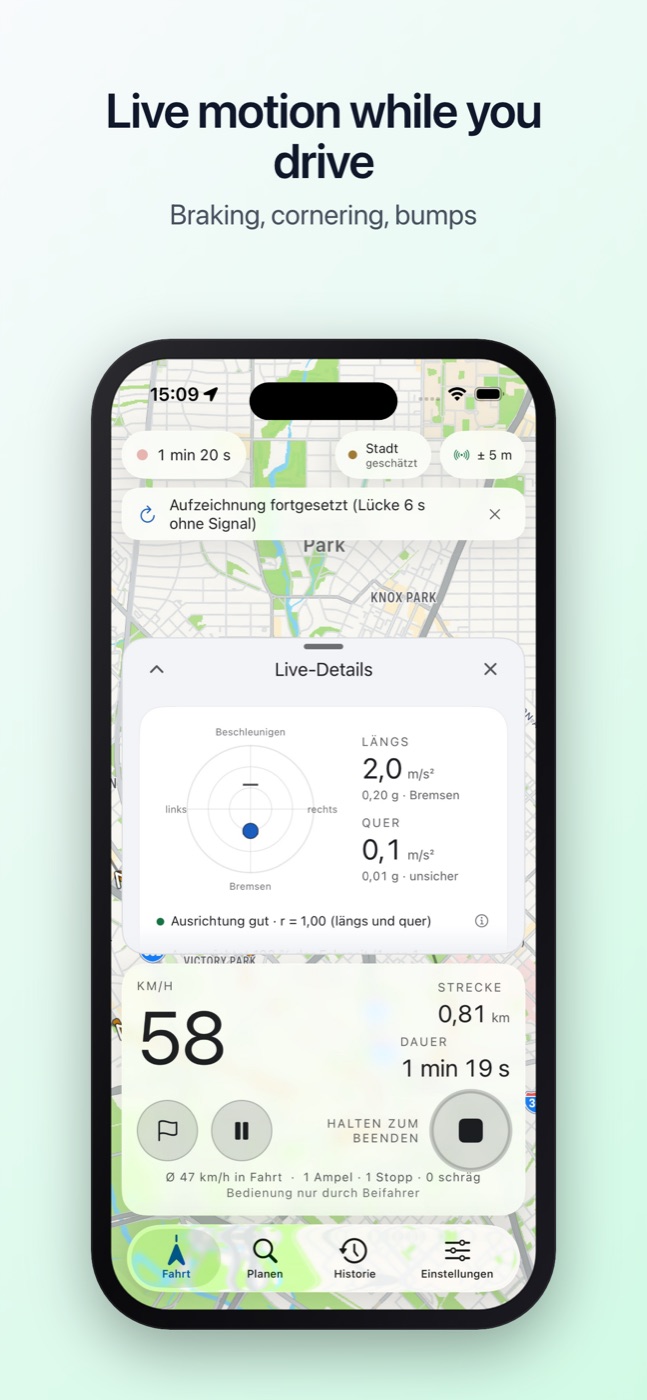 Live motion while you
drive
Braking, cornering, bumps
15:09
1 min 20 s
Stadt
geschätzt
± 5 m
Aufzeichnung fortgesetzt (Lücke 6 s
ohne Signal)
Park
KNOX PARK
Live-Details
Beschleunigen
links
rechts
Bremsen
LÄNGS
2,0 m/s²
0,20 g · Bremsen
QUER
0,1 m/s²
0,01 g · unsicher
Ausrichtung gut · r = 1,00 (längs und quer)
VICTORY PARK
KM/H
58
STRECKE
0,81 km
DAUER
1 min 19 s
HALTEN ZUM
BEENDEN
Ø 47 km/h in Fahrt · 1 Ampel · 1 Stopp · 0 schräg
Bedienung nur durch Beifahrer
Fahrt
Planen
Historie
Einstellungen